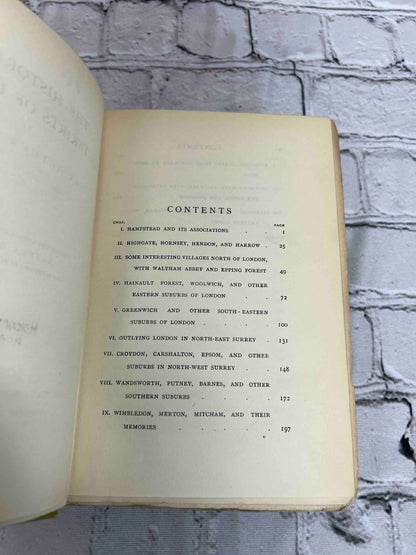 THE HISTOR
CONTENTS
CHAP. PAGE
I. HAMPSTEAD AND ITS ASSOCIATIONS . . 1
II. HIGHGATE, HORNSEY, HENDON, AND HARROW . 25
III. SOME INTERESTING VILLAGES NORTH OF LONDON,
WITH WALTHAM ABBEY AND EPPING FOREST 49
IV. HAINAULT FOREST, WOOLWICH, AND OTHER
EASTERN SUBURBS OF LONDON . . 72
V. GREENWICH AND OTHER SOUTH-EASTERN
SUBURBS OF LONDON . . . . 100
VI. OUTLYING LONDON IN NORTH-EAST SURREY . 131
VII. CROYDON, CARSHALTON, EPSOM, AND OTHER
SUBURBS IN NORTH-WEST SURREY . . 148
VIII. WANDSWORTH, PUTNEY, BARNES, AND OTHER
SOUTHERN SUBURBS . . . . 172
IX. WIMBLEDON, MERTON, MITCHAM, AND THEIR
MEMORIES . . . . . 197
v